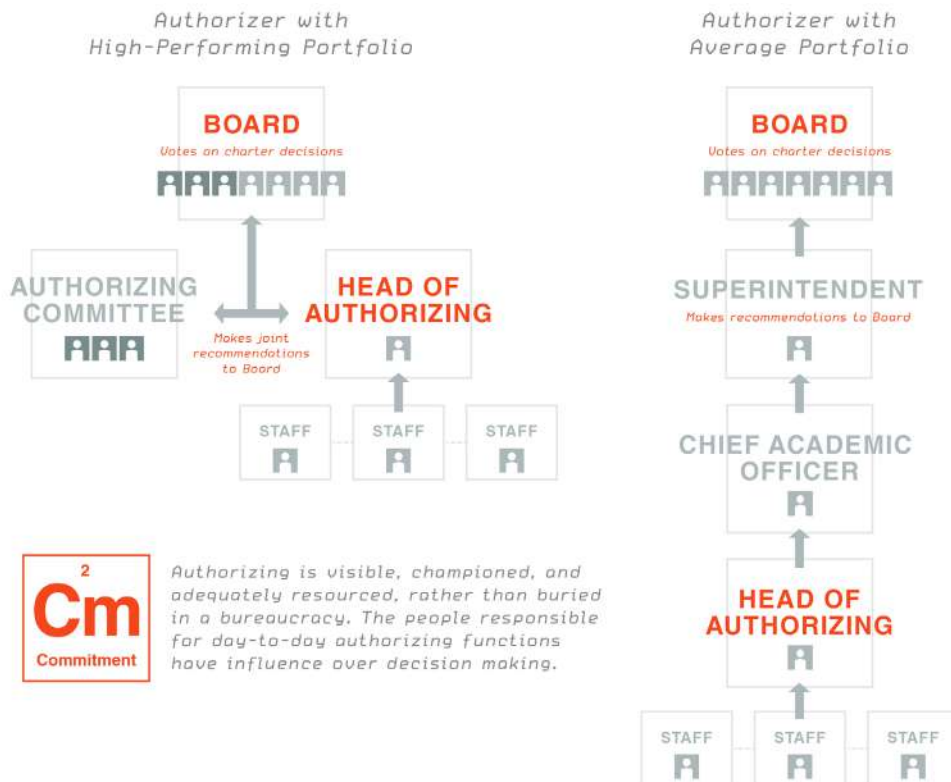 Authorizer with
High-Performing Portfolio
BOARD
Votes on charter decisions
AUTHORIZING
COMMITTEE
Makes joint
recommendations
to Board
HEAD OF
AUTHORIZING
STAFF
STAFF
STAFF
Authorizer with
Average Portfolio
BOARD
Votes on charter decisions
SUPERINTENDENT
Makes recommendations to Board
CHIEF ACADEMIC
OFFICER
HEAD OF
AUTHORIZING
STAFF
STAFF
STAFF
2
Cm
Commitment
Authorizing is visible, championed, and
adequately resourced, rather than buried
in a bureaucracy. The people responsible
for day-to-day authorizing functions
have influence over decision making.